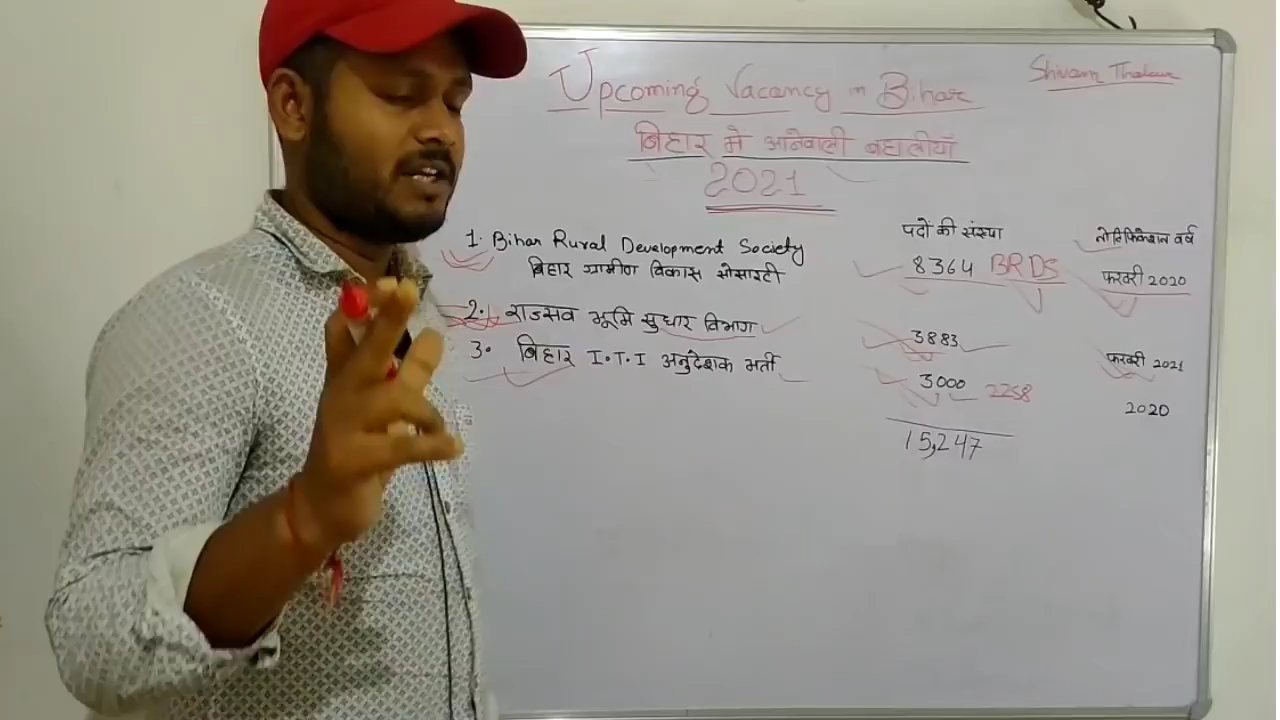 Shivam Thakur
Upcoming Vacancy in Bihar
बिहार में आनेवाली बहालीयाँ
2021
पदों की संख्या नोटिफिकेशन वर्ष
1. Bihar Rural Development Society
बिहार ग्रामीण विकास सोसाइटी 8364 BRDS फरवरी 2020
2. राजसव भूमि सुधार विभाग 3883 फरवरी 2021
3. बिहार I.T.I अनुदेशक भर्ती 3000 2258 2020
15,247